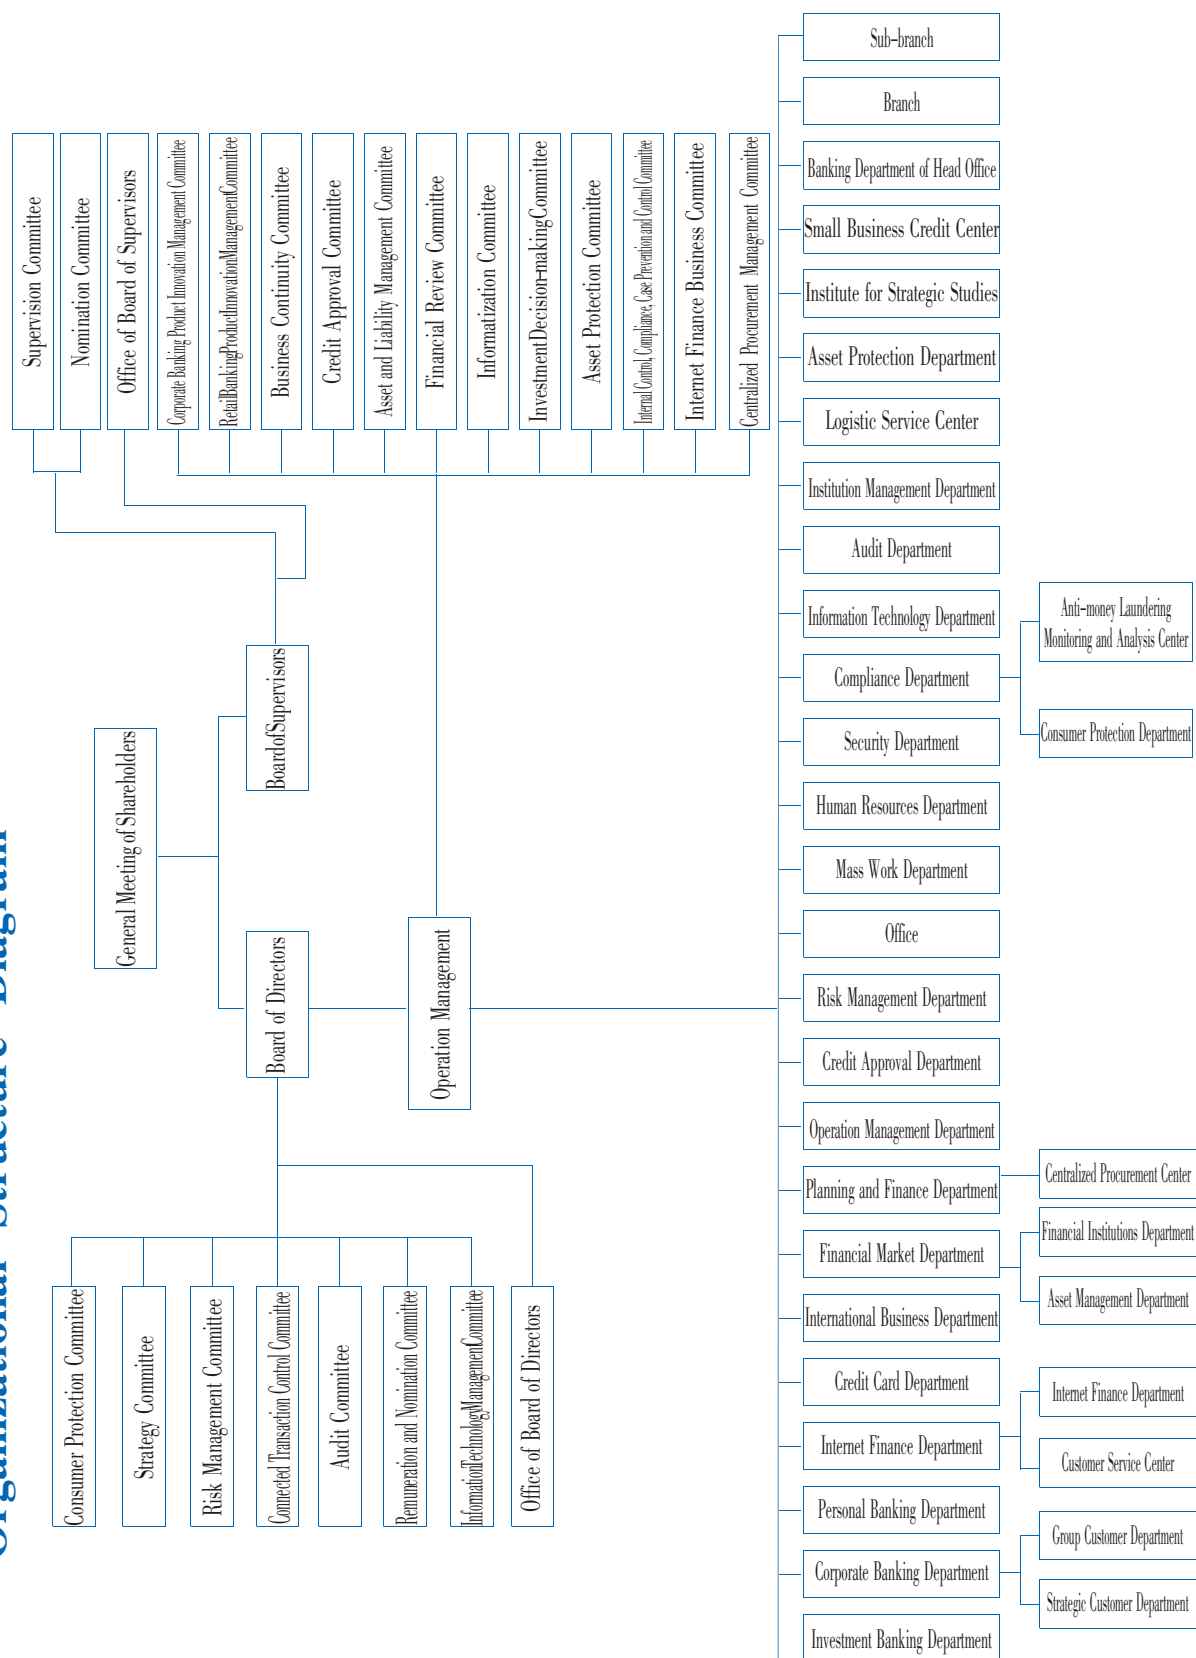 Organizational Structure Diagram
General Meeting of Shareholders
BoardofSupervisors
Board of Directors
Operation Management
Supervision Committee
Nomination Committee
Office of Board of Supervisors
Corporate Banking Product Innovation Management Committee
RetailBankingProductInnovationManagementCommittee
Business Continuity Committee
Credit Approval Committee
Asset and Liability Management Committee
Financial Review Committee
Informatization Committee
InvestmentDecision-makingCommittee
Asset Protection Committee
Internal Control, Compliance, Case Prevention and Control Committee
Internet Finance Business Committee
Centralized Procurement Management Committee
Consumer Protection Committee
Strategy Committee
Risk Management Committee
Connected Transaction Control Committee
Audit Committee
Remuneration and Nomination Committee
InformationTechnologyManagemenCommittee
Office of Board of Directors
Sub-branch
Branch
Banking Department of Head Office
Small Business Credit Center
Institute for Strategic Studies
Asset Protection Department
Logistic Service Center
Institution Management Department
Audit Department
Information Technology Department
Compliance Department
Anti-money Laundering
Monitoring and Analysis Center
Consumer Protection Department
Security Department
Human Resources Department
Mass Work Department
Office
Risk Management Department
Credit Approval Department
Operation Management Department
Planning and Finance Department
Centralized Procurement Center
Financial Market Department
Financial Institutions Department
Asset Management Department
International Business Department
Credit Card Department
Internet Finance Department
Internet Finance Department
Customer Service Center
Personal Banking Department
Corporate Banking Department
Group Customer Department
Strategic Customer Department
Investment Banking Department